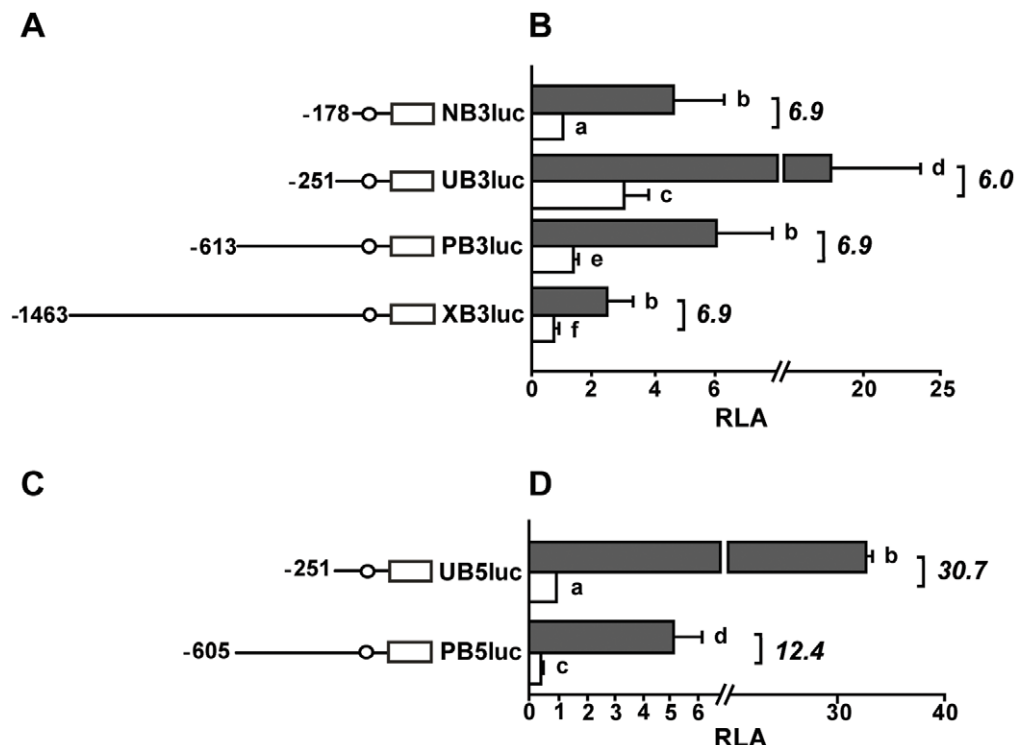 A B
-178 NB3luc b 6.9
a
-251 UB3luc d 6.0
c
-613 PB3luc b 6.9
e
-1463 XB3luc b 6.9
f
0 2 4 6 // 20 25
RLA
C D
-251 UB5luc b 30.7
a
-605 PB5luc d 12.4
c
0 1 2 3 4 5 6 // 30 40
RLA